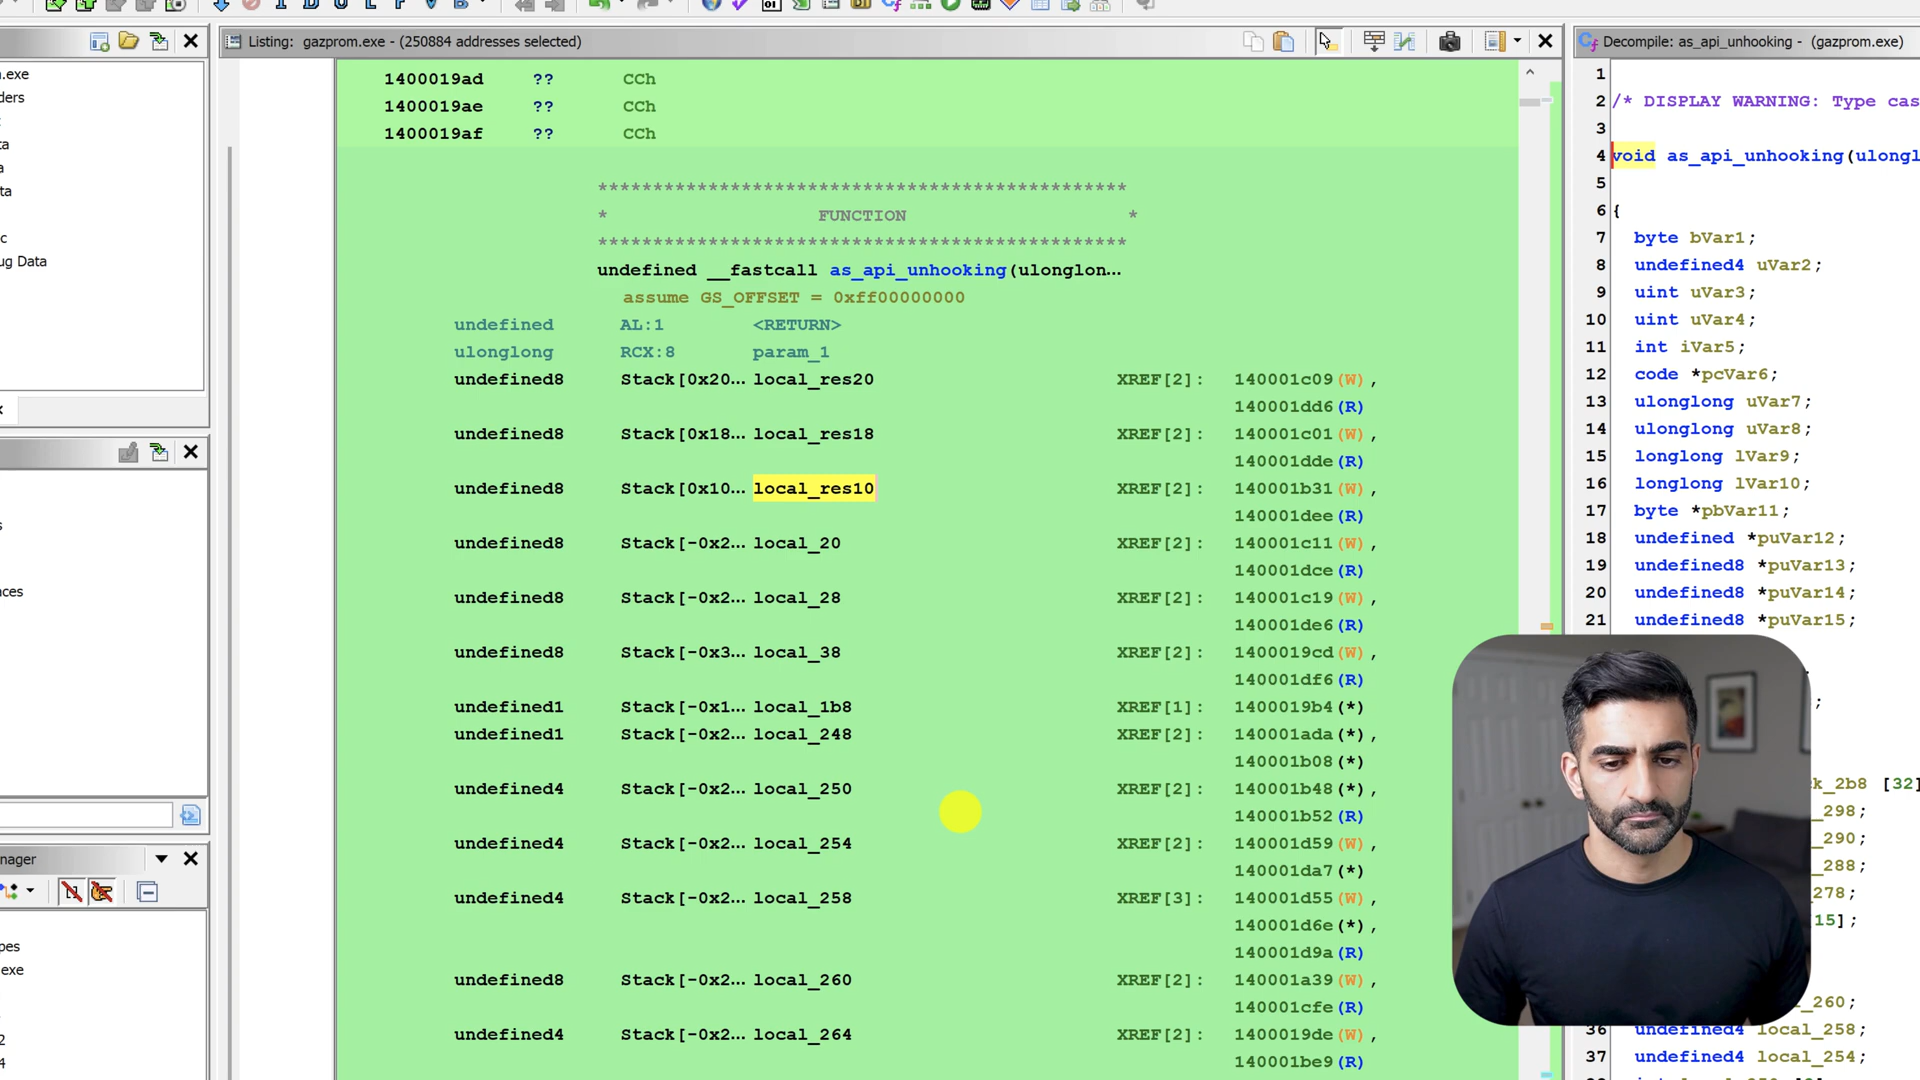 Listing: gazprom.exe - (250884 addresses selected)
m.exe
ders
ta
a
ta
c
ug Data
s
aces
nager
pes
exe
2
4
1400019ad ?? CCh
1400019ae ?? CCh
1400019af ?? CCh
************************************************
* FUNCTION *
************************************************
undefined __fastcall as_api_unhooking(ulonglon...
assume GS_OFFSET = 0xff00000000
undefined AL:1 <RETURN>
ulonglong RCX:8 param_1
undefined8 Stack[0x20... local_res20 XREF[2]: 140001c09(W),
140001dd6(R)
undefined8 Stack[0x18... local_res18 XREF[2]: 140001c01(W),
140001dde(R)
undefined8 Stack[0x10... local_res10 XREF[2]: 140001b31(W),
140001dee(R)
undefined8 Stack[-0x2... local_20 XREF[2]: 140001c11(W),
140001dce(R)
undefined8 Stack[-0x2... local_28 XREF[2]: 140001c19(W),
140001de6(R)
undefined8 Stack[-0x3... local_38 XREF[2]: 1400019cd(W),
140001df6(R)
undefined1 Stack[-0x1... local_1b8 XREF[1]: 1400019b4(*)
undefined1 Stack[-0x2... local_248 XREF[2]: 140001ada(*),
140001b08(*)
undefined4 Stack[-0x2... local_250 XREF[2]: 140001b48(*),
140001b52(R)
undefined4 Stack[-0x2... local_254 XREF[2]: 140001d59(W),
140001da7(*)
undefined4 Stack[-0x2... local_258 XREF[3]: 140001d55(W),
140001d6e(*),
140001d9a(R)
undefined8 Stack[-0x2... local_260 XREF[2]: 140001a39(W),
140001cfe(R)
undefined4 Stack[-0x2... local_264 XREF[2]: 1400019de(W),
140001be9(R)
Decompile: as_api_unhooking - (gazprom.exe)
1
2 /* DISPLAY WARNING: Type cas
3
4 void as_api_unhooking(ulongl
5
6 {
7 byte bVar1;
8 undefined4 uVar2;
9 uint uVar3;
10 uint uVar4;
11 int iVar5;
12 code *pcVar6;
13 ulonglong uVar7;
14 ulonglong uVar8;
15 longlong lVar9;
16 longlong lVar10;
17 byte *pbVar11;
18 undefined *puVar12;
19 undefined8 *puVar13;
20 undefined8 *puVar14;
21 undefined8 *puVar15;
;
k_2b8 [32]
_298;
_290;
_288;
_278;
[15];
_260;
36 undefined4 local_258;
37 undefined4 local_254;